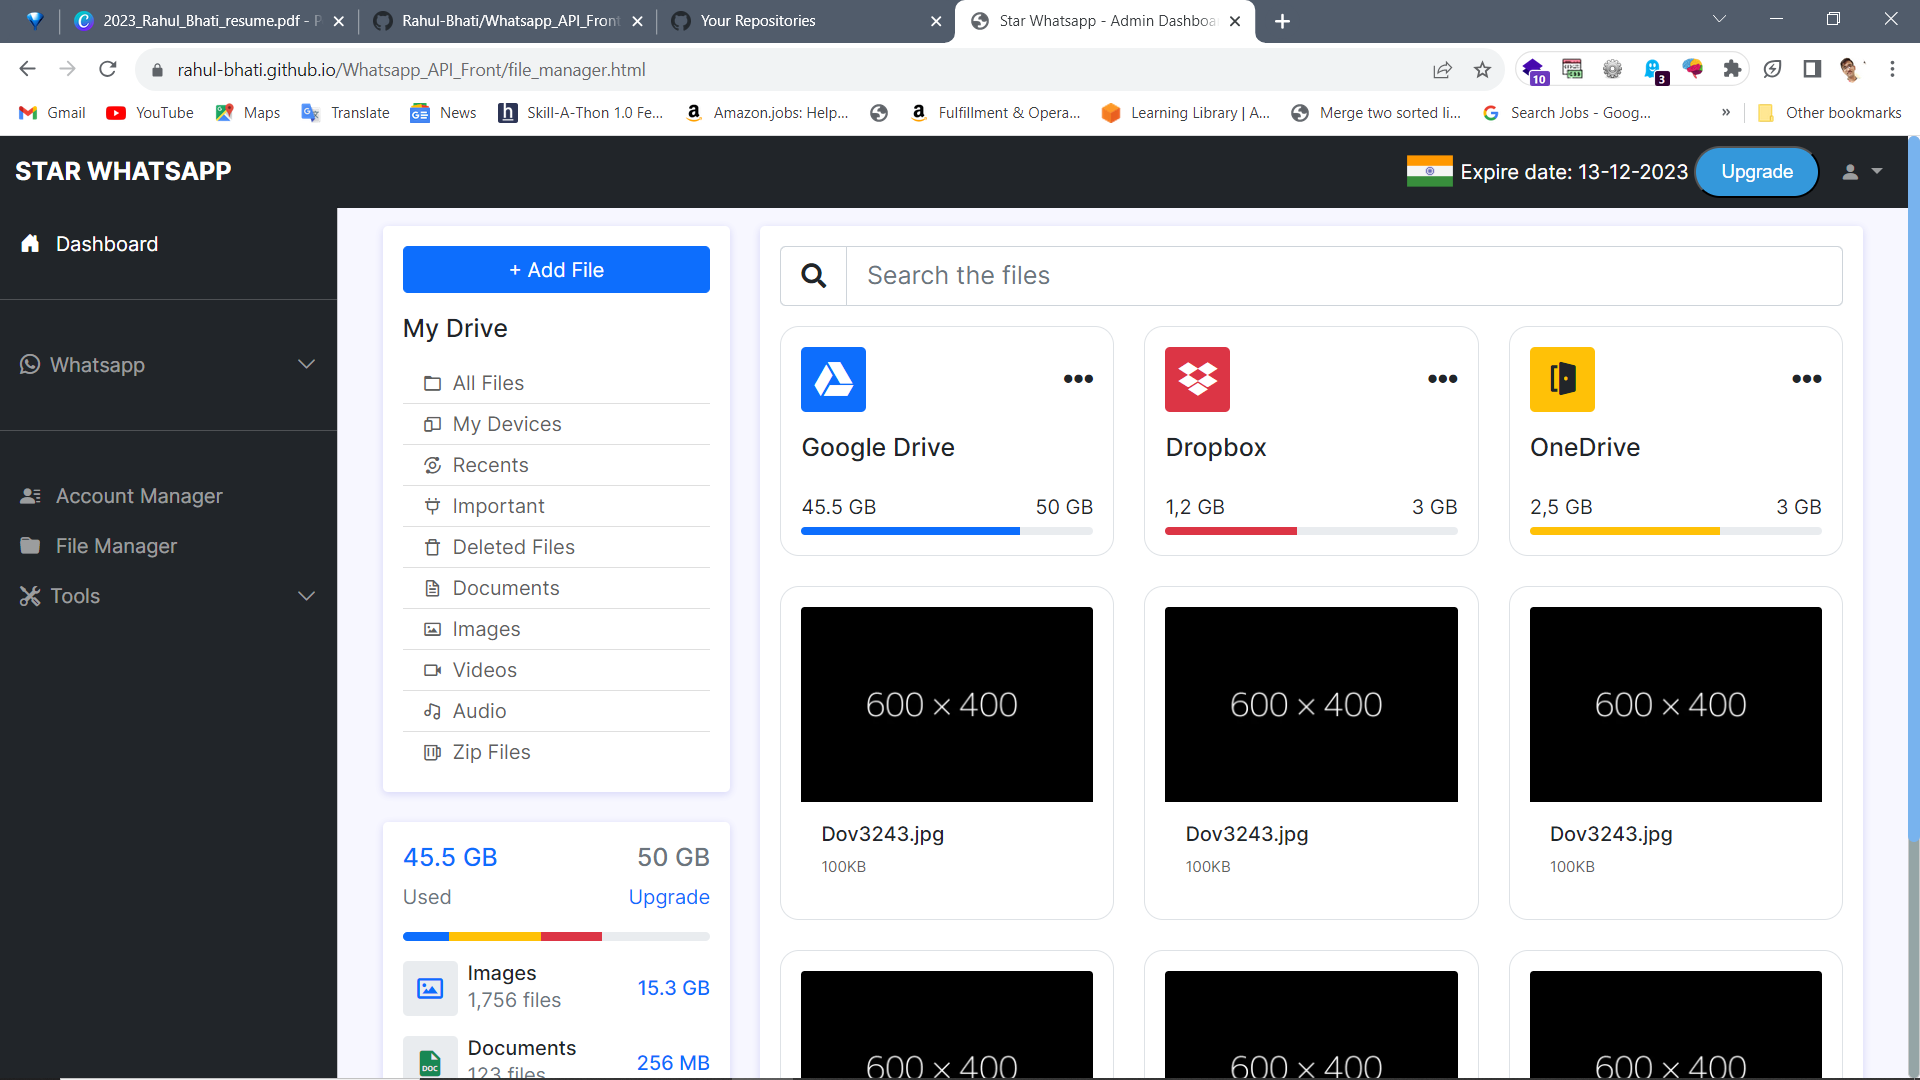 2023_Rahul_Bhati_resume.pdf - P
Rahul-Bhati/Whatsapp_API_Front
Your Repositories
Star Whatsapp - Admin Dashboa
rahul-bhati.github.io/Whatsapp_API_Front/file_manager.html
10
3
Gmail
YouTube
Maps
Translate
News
Skill-A-Thon 1.0 Fe...
Amazon.jobs: Help...
Fulfillment & Opera...
Learning Library | A...
Merge two sorted li...
Search Jobs - Goog...
»
Other bookmarks
STAR WHATSAPP
Expire date: 13-12-2023
Upgrade
Dashboard
Whatsapp
Account Manager
File Manager
Tools
+ Add File
My Drive
All Files
My Devices
Recents
Important
Deleted Files
Documents
Images
Videos
Audio
Zip Files
45.5 GB
50 GB
Used
Upgrade
Images
1,756 files
15.3 GB
DOC
Documents
123 files
256 MB
Search the files
Google Drive
45.5 GB
50 GB
Dropbox
1,2 GB
3 GB
OneDrive
2,5 GB
3 GB
600 × 400
Dov3243.jpg
100KB
600 × 400
Dov3243.jpg
100KB
600 × 400
Dov3243.jpg
100KB
600 × 400
600 × 400
600 × 400